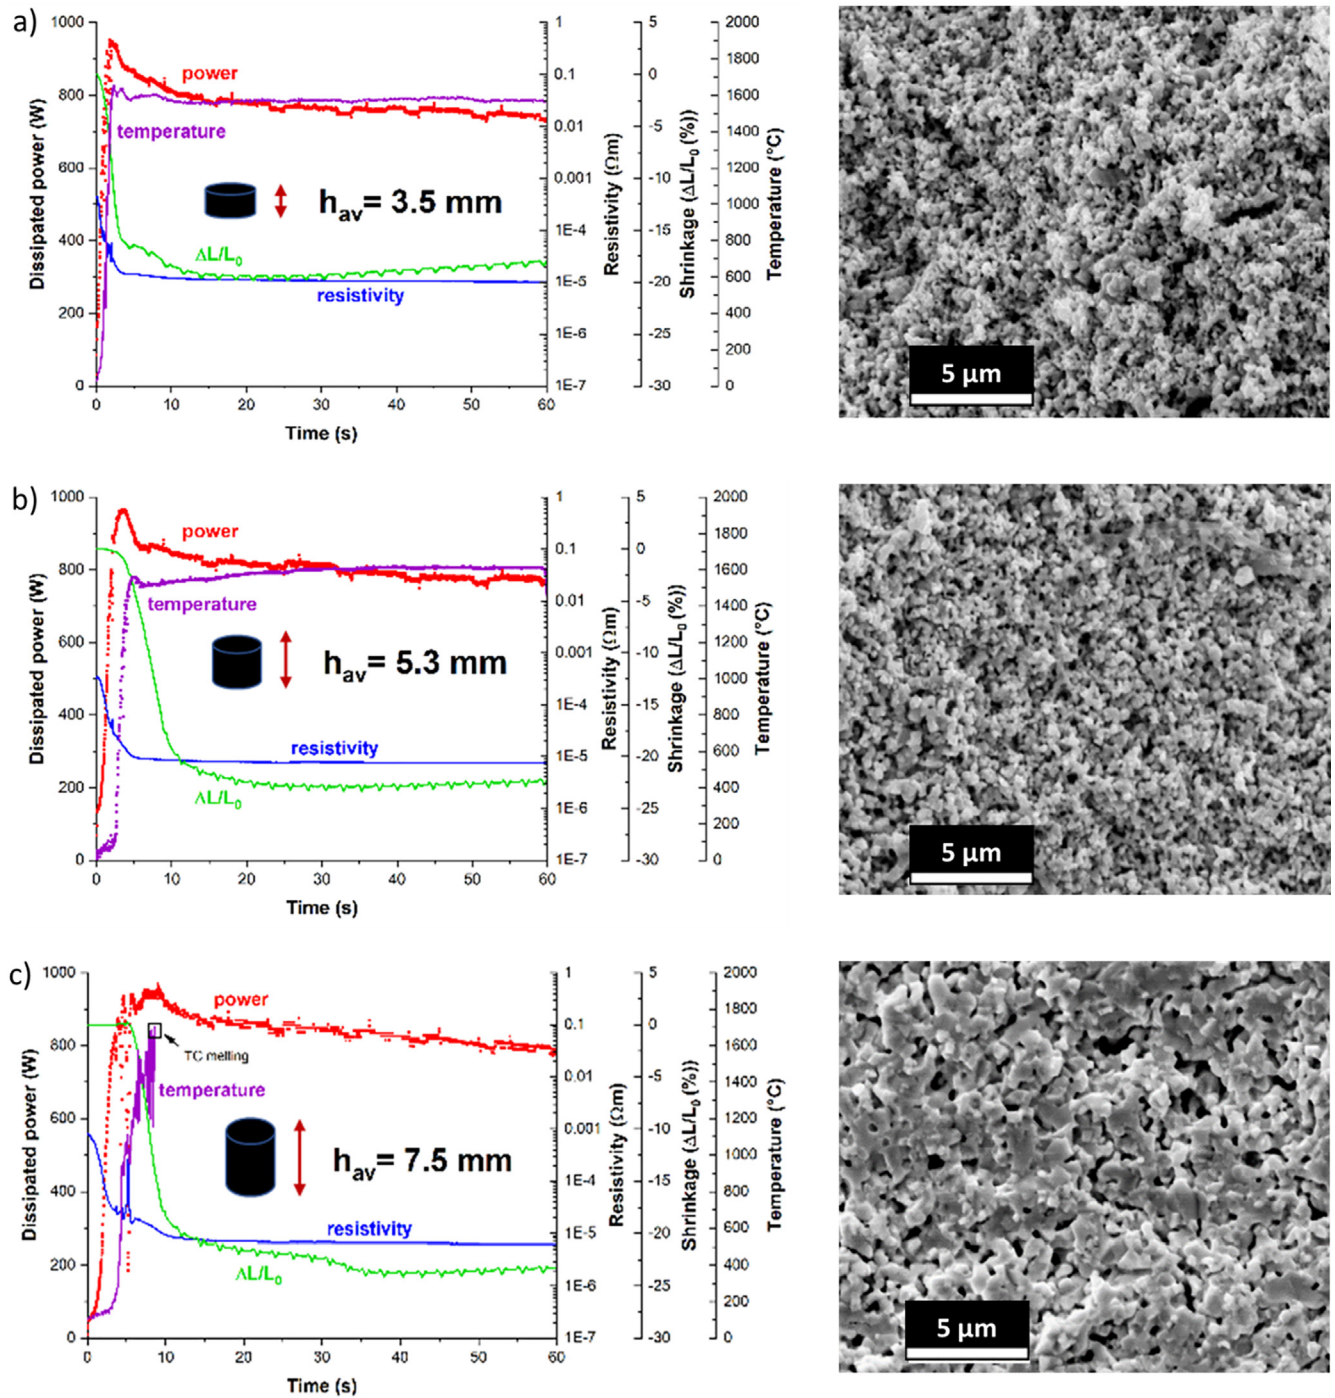 a)
1000
800
600
400
200
0
Dissipated power (W)
0
10
20
30
40
50
60
Time (s)
power
temperature
h_av= 3.5 mm
ΔL/L₀
resistivity
1
0.1
0.01
0.001
1E-4
1E-5
1E-6
1E-7
Resistivity (Ωm)
5
0
-5
-10
-15
-20
-25
-30
Shrinkage (ΔL/L₀ (%))
2000
1800
1600
1400
1200
1000
800
600
400
200
0
Temperature (°C)
5 µm
b)
1000
800
600
400
200
0
Dissipated power (W)
0
10
20
30
40
50
60
Time (s)
power
temperature
h_av= 5.3 mm
resistivity
ΔL/L₀
1
0.1
0.01
0.001
1E-4
1E-5
1E-6
1E-7
Resistivity (Ωm)
5
0
-5
-10
-15
-20
-25
-30
Shrinkage (ΔL/L₀ (%))
2000
1800
1600
1400
1200
1000
800
600
400
200
0
Temperature (°C)
5 µm
c)
1000
800
600
400
200
0
Dissipated power (W)
0
10
20
30
40
50
60
Time (s)
power
TC melting
temperature
h_av= 7.5 mm
resistivity
ΔL/L₀
1
0.1
0.01
0.001
1E-4
1E-5
1E-6
1E-7
Resistivity (Ωm)
5
0
-5
-10
-15
-20
-25
-30
Shrinkage (ΔL/L₀ (%))
2000
1800
1600
1400
1200
1000
800
600
400
200
0
Temperature (°C)
5 µm